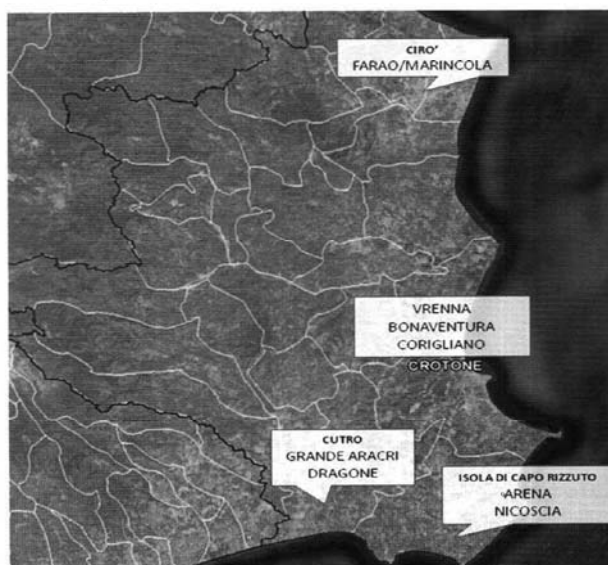 CIRO'
FARAO/MARINCOLA
VRENNA
BONAVENTURA
CORIGLIANO
CROTONE
CUTRO
GRANDE ARACRI
DRAGONE
ISOLA DI CAPO RIZZUTO
ARENA
NICOSCIA